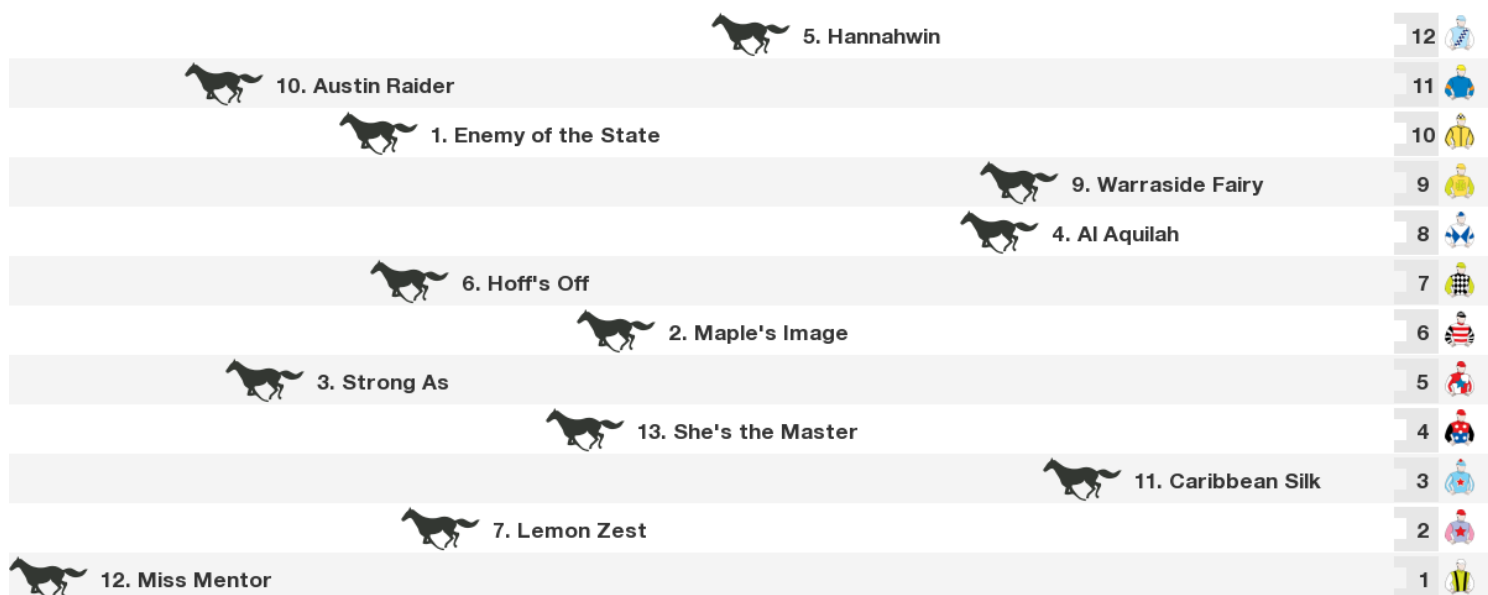 5. Hannahwin 12
10. Austin Raider 11
1. Enemy of the State 10
9. Warraside Fairy 9
4. Al Aquilah 8
6. Hoff's Off 7
2. Maple's Image 6
3. Strong As 5
13. She's the Master 4
11. Caribbean Silk 3
7. Lemon Zest 2
12. Miss Mentor 1